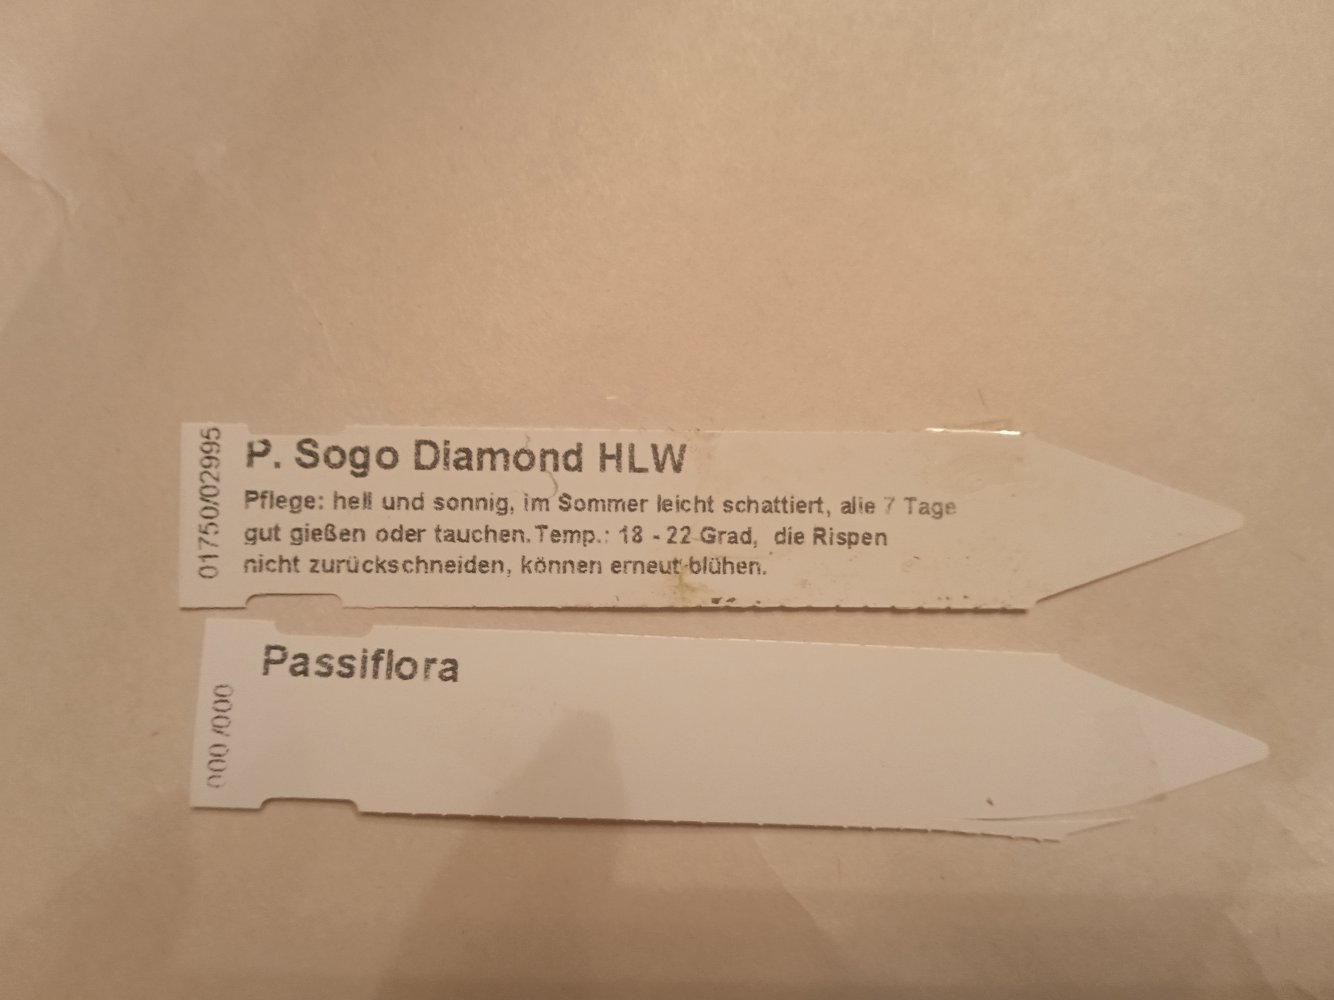 01750/02995
P. Sogo Diamond HLW
Pflege: hell und sonnig, im Sommer leicht schattiert, alle 7 Tage
gut gießen oder tauchen.Temp.: 18 - 22 Grad, die Rispen
nicht zurückschneiden, können erneut blühen.
000 /000
Passiflora